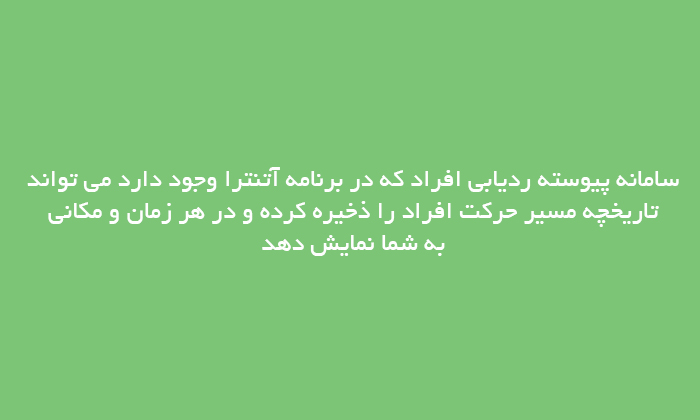 سامانه پیوسته ردیابی افراد که در برنامه آتنترا وجود دارد می تواند
تاریخچه مسیر حرکت افراد را ذخیره کرده و در هر زمان و مکانی
به شما نمایش دهد